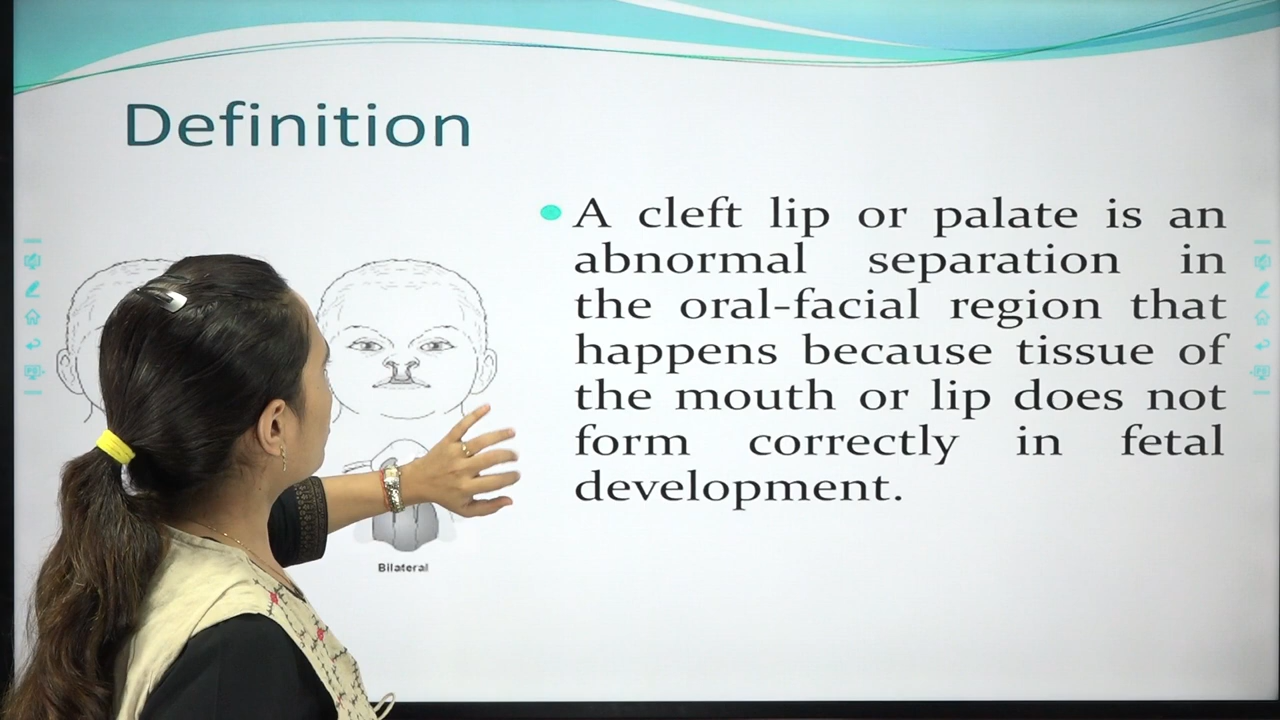 Definition
A cleft lip or palate is an
abnormal separation in
the oral-facial region that
happens because tissue of
the mouth or lip does not
form correctly in fetal
development.
Bilateral